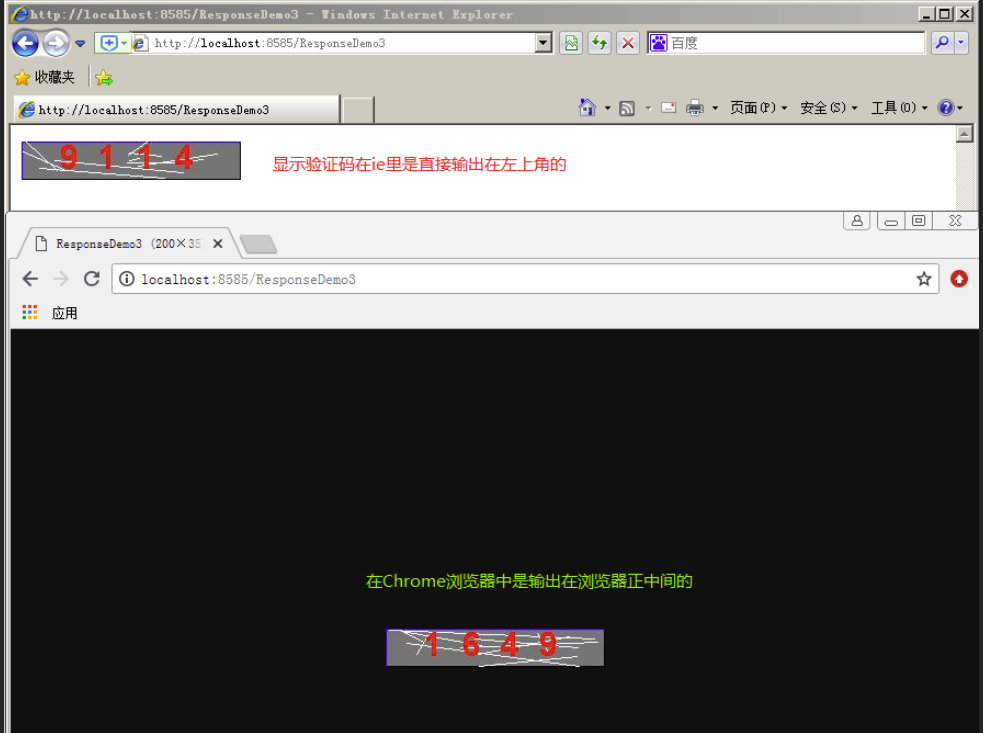 http://localhost:8585/ResponseDemo3 - Windows Internet Explorer
http://localhost:8585/ResponseDemo3
百度
收藏夹
http://localhost:8585/ResponseDemo3
页面(P)
安全(S)
工具(O)
9 1 1 4
显示验证码在ie里是直接输出在左上角的
ResponseDemo3 (200×35
localhost:8585/ResponseDemo3
应用
在Chrome浏览器中是输出在浏览器正中间的
1 6 4 9